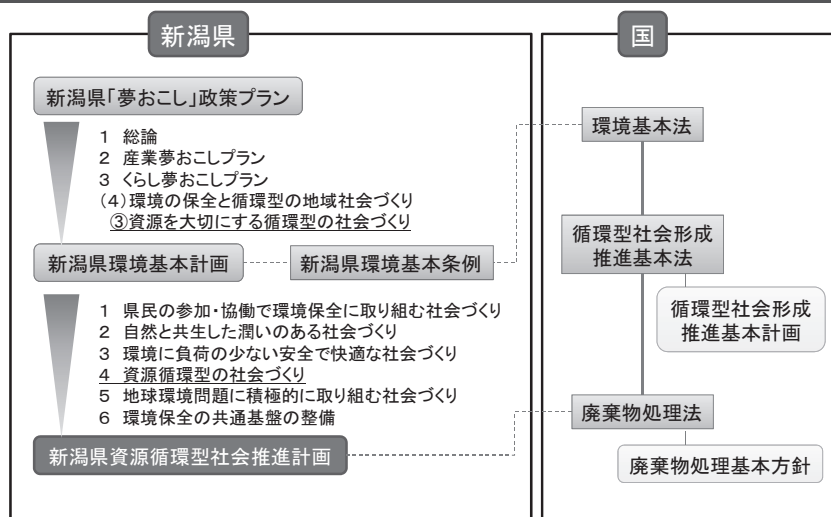 新潟県
新潟県「夢おこし」政策プラン
1 総論
2 産業夢おこしプラン
3 くらし夢おこしプラン
(4)環境の保全と循環型の地域社会づくり
③資源を大切にする循環型の社会づくり
新潟県環境基本計画
新潟県環境基本条例
1 県民の参加・協働で環境保全に取り組む社会づくり
2 自然と共生した潤いのある社会づくり
3 環境に負荷の少ない安全で快適な社会づくり
4 資源循環型の社会づくり
5 地球環境問題に積極的に取り組む社会づくり
6 環境保全の共通基盤の整備
新潟県資源循環型社会推進計画
国
環境基本法
循環型社会形成
推進基本法
循環型社会形成
推進基本計画
廃棄物処理法
廃棄物処理基本方針